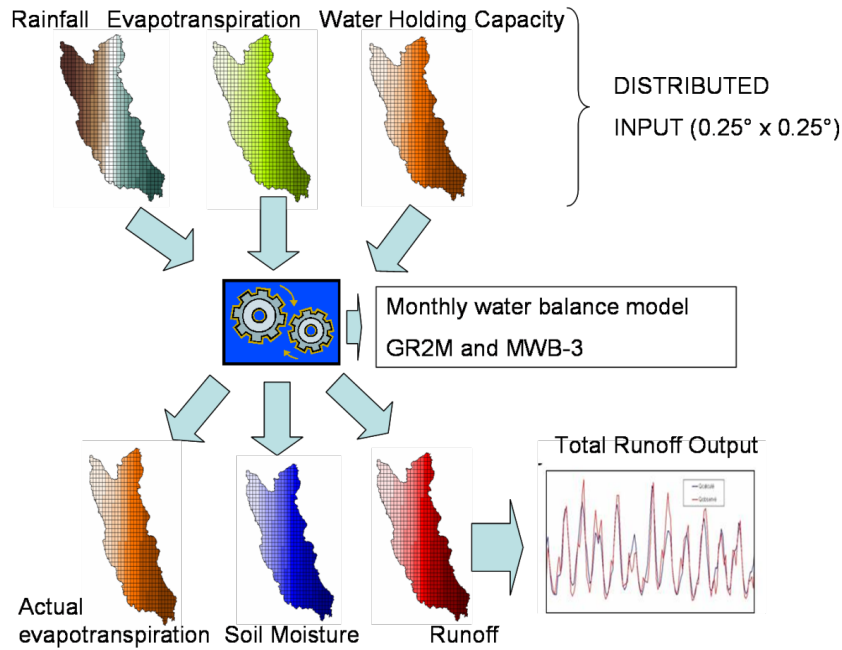 Rainfall Evapotranspiration Water Holding Capacity
DISTRIBUTED
INPUT (0.25° x 0.25°)
Monthly water balance model
GR2M and MWB-3
Total Runoff Output
Actual
evapotranspiration
Soil Moisture
Runoff